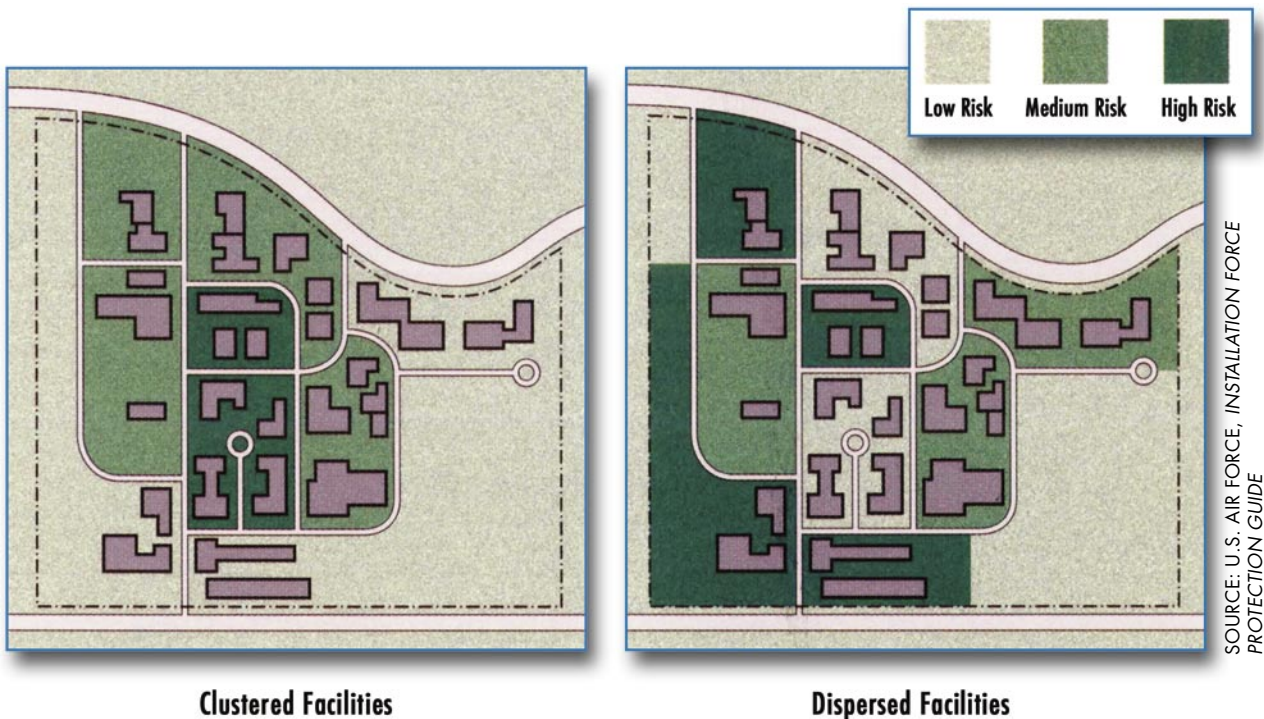 Low Risk
Medium Risk
High Risk
SOURCE: U.S. AIR FORCE, INSTALLATION FORCE
PROTECTION GUIDE
Clustered Facilities
Dispersed Facilities